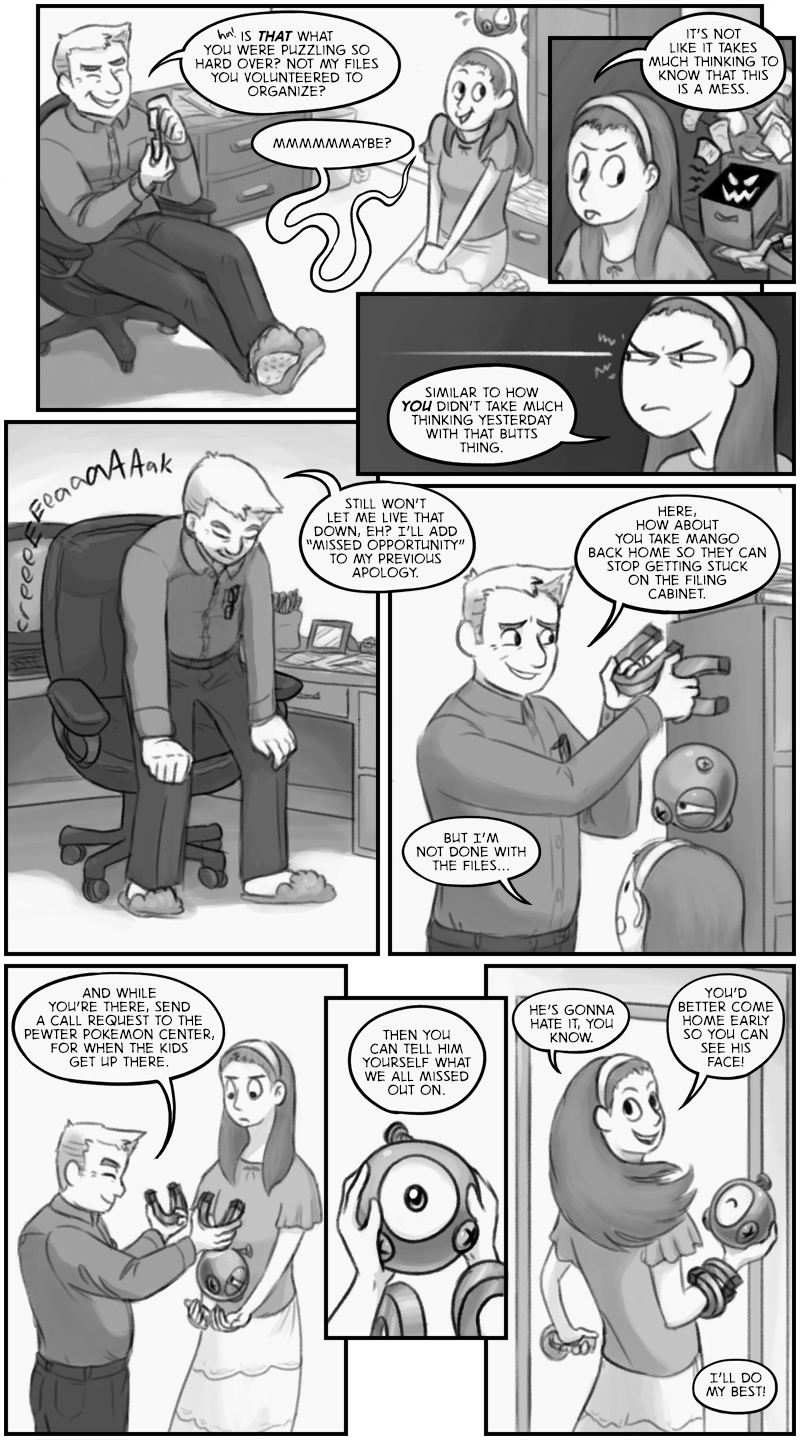 ha! IS THAT WHAT
YOU WERE PUZZLING SO
HARD OVER? NOT MY FILES
YOU VOLUNTEERED TO
ORGANIZE?
MMMMMMAYBE?
IT'S NOT
LIKE IT TAKES
MUCH THINKING TO
KNOW THAT THIS
IS A MESS.
SIMILAR TO HOW
YOU DIDN'T TAKE MUCH
THINKING YESTERDAY
WITH THAT BUTTS
THING.
creeeEEeaaaAAAak
STILL WON'T
LET ME LIVE THAT
DOWN, EH? I'LL ADD
"MISSED OPPORTUNITY"
TO MY PREVIOUS
APOLOGY.
HERE,
HOW ABOUT
YOU TAKE MANGO
BACK HOME SO THEY CAN
STOP GETTING STUCK
ON THE FILING
CABINET.
BUT I'M
NOT DONE WITH
THE FILES...
AND WHILE
YOU'RE THERE, SEND
A CALL REQUEST TO THE
PEWTER POKEMON CENTER,
FOR WHEN THE KIDS
GET UP THERE.
THEN YOU
CAN TELL HIM
YOURSELF WHAT
WE ALL MISSED
OUT ON.
HE'S GONNA
HATE IT, YOU
KNOW.
YOU'D
BETTER COME
HOME EARLY
SO YOU CAN
SEE HIS
FACE!
I'LL DO
MY BEST!